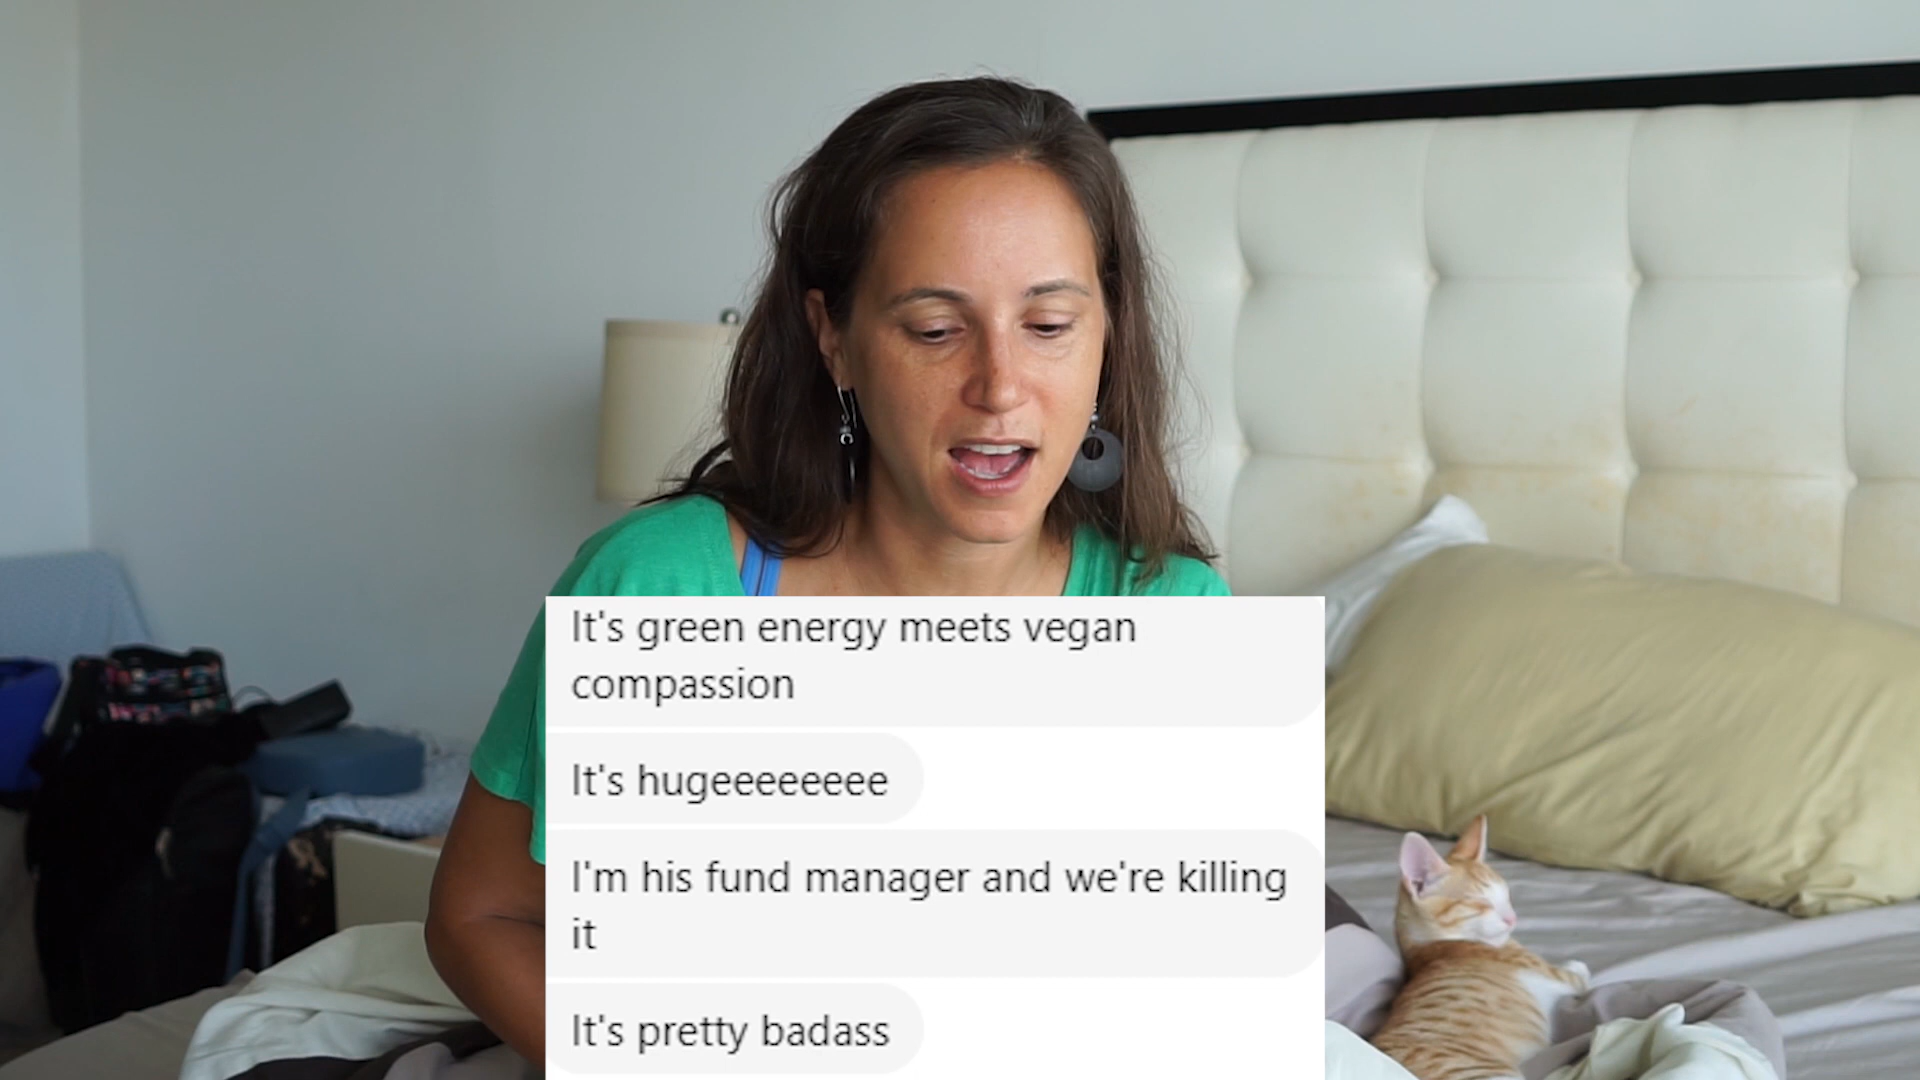 It's green energy meets vegan
compassion
It's hugeeeeeeee
I'm his fund manager and we're killing
it
It's pretty badass